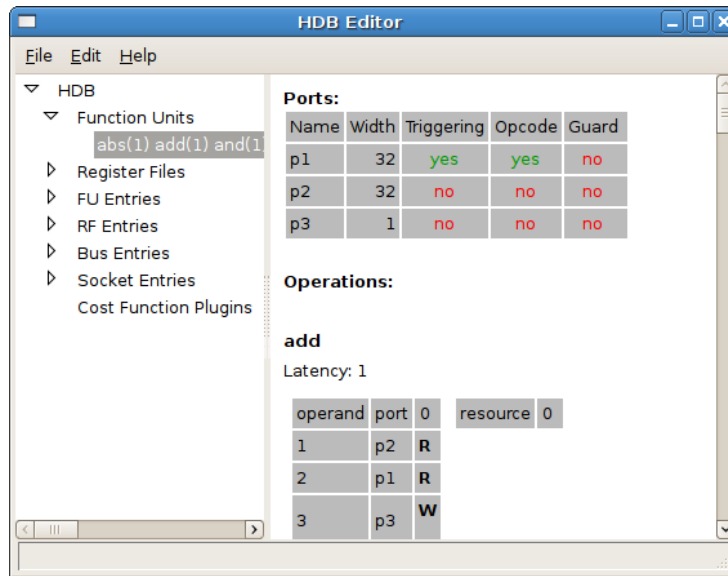 HDB Editor
File Edit Help
HDB
Function Units
abs(1) add(1) and(1)
Register Files
FU Entries
RF Entries
Bus Entries
Socket Entries
Cost Function Plugins
Ports:
Name Width Triggering Opcode Guard
p1 32 yes yes no
p2 32 no no no
p3 1 no no no
Operations:
add
Latency: 1
operand port 0 resource 0
1 p2 R
2 p1 R
3 p3 W